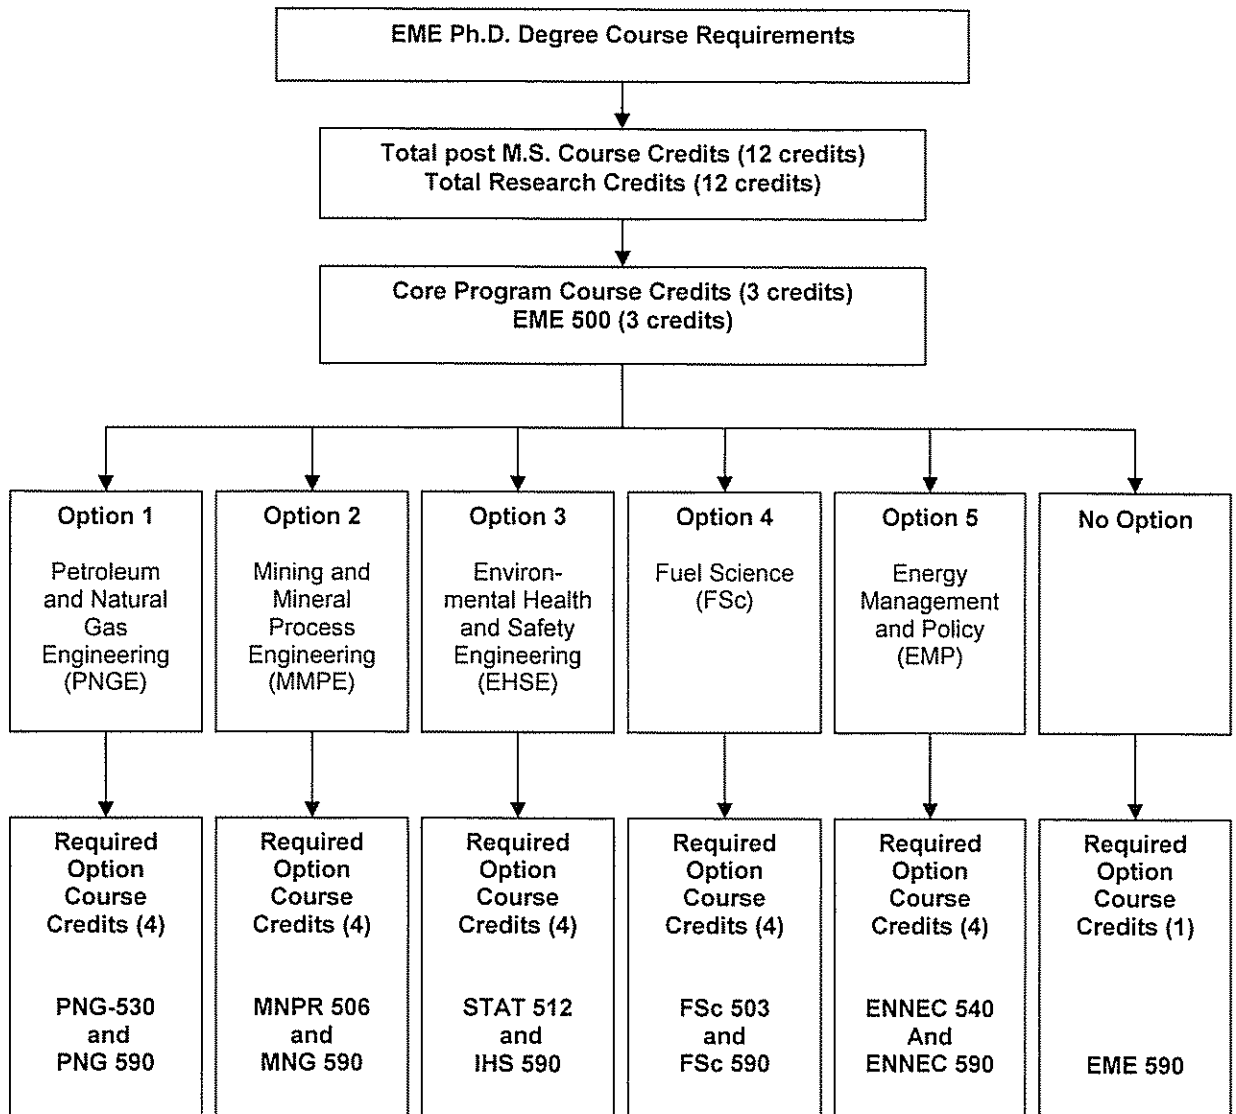 EME Ph.D. Degree Course Requirements
Total post M.S. Course Credits (12 credits)
Total Research Credits (12 credits)
Core Program Course Credits (3 credits)
EME 500 (3 credits)
Option 1
Petroleum
and Natural
Gas
Engineering
(PNGE)
Option 2
Mining and
Mineral
Process
Engineering
(MMPE)
Option 3
Environ-
mental Health
and Safety
Engineering
(EHSE)
Option 4
Fuel Science
(FSc)
Option 5
Energy
Management
and Policy
(EMP)
No Option
Required
Option
Course
Credits (4)
PNG-530
and
PNG 590
Required
Option
Course
Credits (4)
MNPR 506
and
MNG 590
Required
Option
Course
Credits (4)
STAT 512
and
IHS 590
Required
Option
Course
Credits (4)
FSc 503
and
FSc 590
Required
Option
Course
Credits (4)
ENNEC 540
And
ENNEC 590
Required
Option
Course
Credits (1)
EME 590